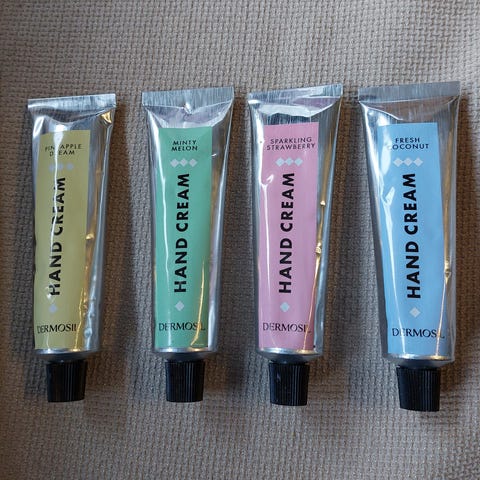 PINEAPPLE
DREAM
HAND CREAM
DERMOSIL
MINTY
MELON
HAND CREAM
DERMOSIL
SPARKLING
STRAWBERRY
HAND CREAM
DERMOSIL
FRESH
COCONUT
HAND CREAM
DERMOSIL